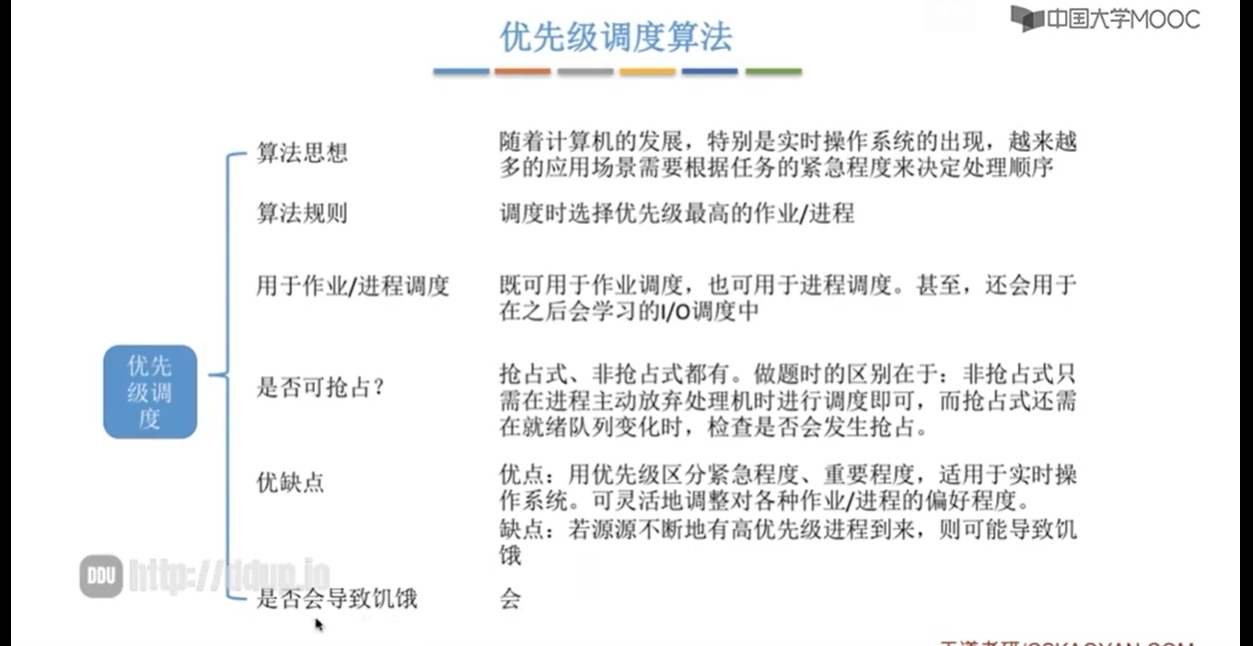 中国大学MOOC
优先级调度算法
算法思想
随着计算机的发展，特别是实时操作系统的出现，越来越
多的应用场景需要根据任务的紧急程度来决定处理顺序
算法规则
调度时选择优先级最高的作业/进程
用于作业/进程调度
既可用于作业调度，也可用于进程调度。甚至，还会用于
在之后会学习的I/O调度中
优先
级调
度
是否可抢占？
抢占式、非抢占式都有。做题时的区别在于：非抢占式只
需在进程主动放弃处理机时进行调度即可，而抢占式还需
在就绪队列变化时，检查是否会发生抢占。
优缺点
优点：用优先级区分紧急程度、重要程度，适用于实时操
作系统。可灵活地调整对各种作业/进程的偏好程度。
缺点：若源源不断地有高优先级进程到来，则可能导致饥
饿
DDU http://ddup.io
是否会导致饥饿
会